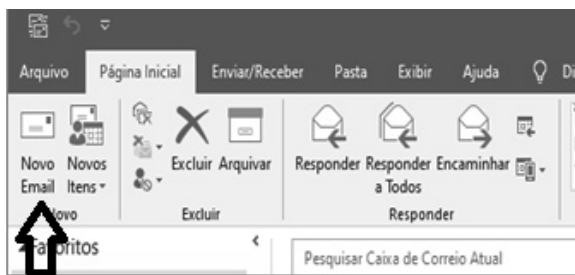 Arquivo Página Inicial Enviar/Receber Pasta Exibir Ajuda
Novo Novos Excluir Arquivar Responder Responder Encaminhar
Email Itens a Todos
Excluir Responder
Pesquisar Caixa de Correio Atual